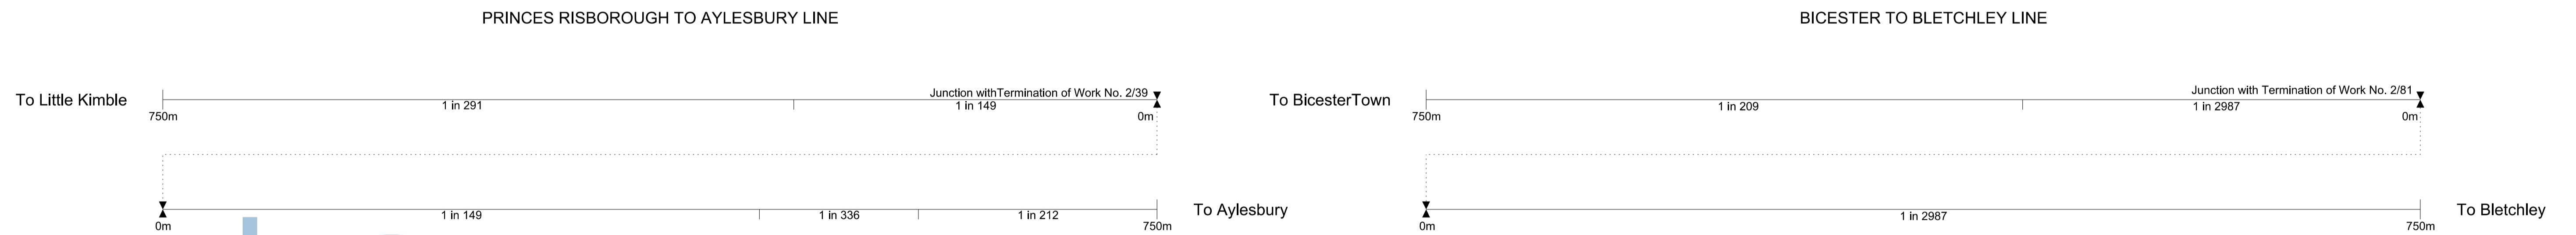 PRINCES RISBOROUGH TO AYLESBURY LINE
To Little Kimble
Junction withTermination of Work No. 2/39
1 in 291
1 in 149
750m
0m
1 in 149
1 in 336
1 in 212
To Aylesbury
0m
750m
BICESTER TO BLETCHLEY LINE
To BicesterTown
Junction with Termination of Work No. 2/81
1 in 209
1 in 2987
750m
0m
1 in 2987
To Bletchley
0m
750m